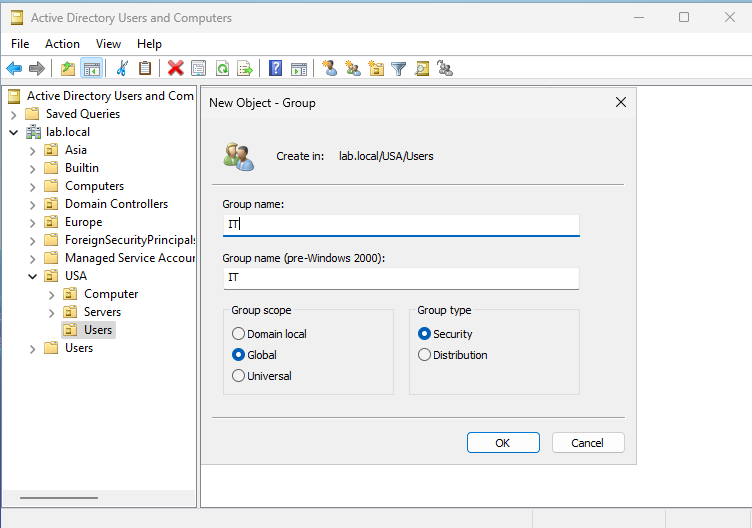 Active Directory Users and Computers
File Action View Help
Active Directory Users and Com
Saved Queries
lab.local
Asia
Builtin
Computers
Domain Controllers
Europe
ForeignSecurityPrincipals
Managed Service Accour
USA
Computer
Servers
Users
Users
New Object - Group
Create in: lab.local/USA/Users
Group name:
IT
Group name (pre-Windows 2000):
IT
Group scope
Domain local
Global
Universal
Group type
Security
Distribution
OK Cancel